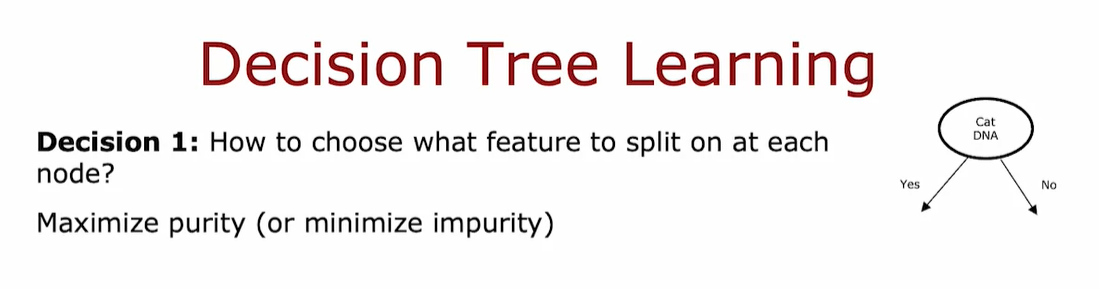 Decision Tree Learning
Decision 1: How to choose what feature to split on at each
node?
Maximize purity (or minimize impurity)
Cat
DNA
Yes
No